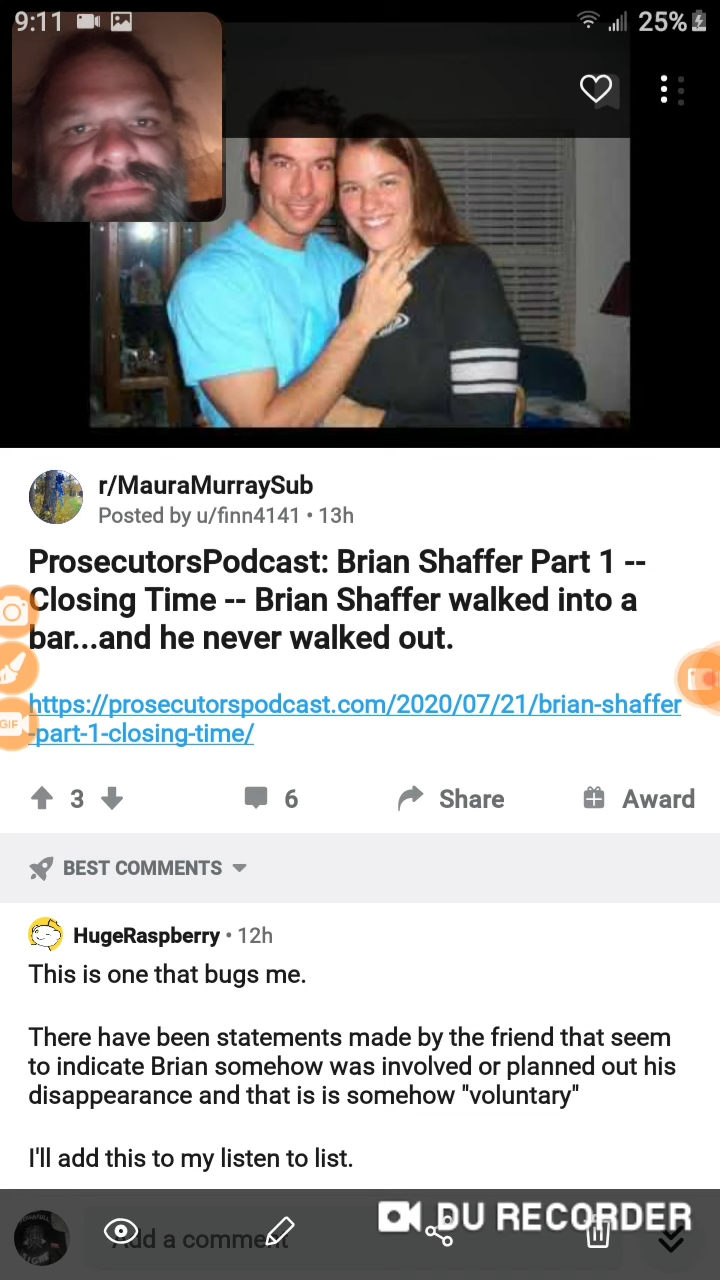 9:11
25%
r/MauraMurraySub
Posted by u/finn4141 • 13h
ProsecutorsPodcast: Brian Shaffer Part 1 --
Closing Time -- Brian Shaffer walked into a
bar...and he never walked out.
https://prosecutorspodcast.com/2020/07/21/brian-shaffer
GIF
-part-1-closing-time/
3
6
Share
Award
BEST COMMENTS
HugeRaspberry • 12h
This is one that bugs me.
There have been statements made by the friend that seem
to indicate Brian somehow was involved or planned out his
disappearance and that is is somehow "voluntary"
I'll add this to my listen to list.
DU RECORDER
Add a comment